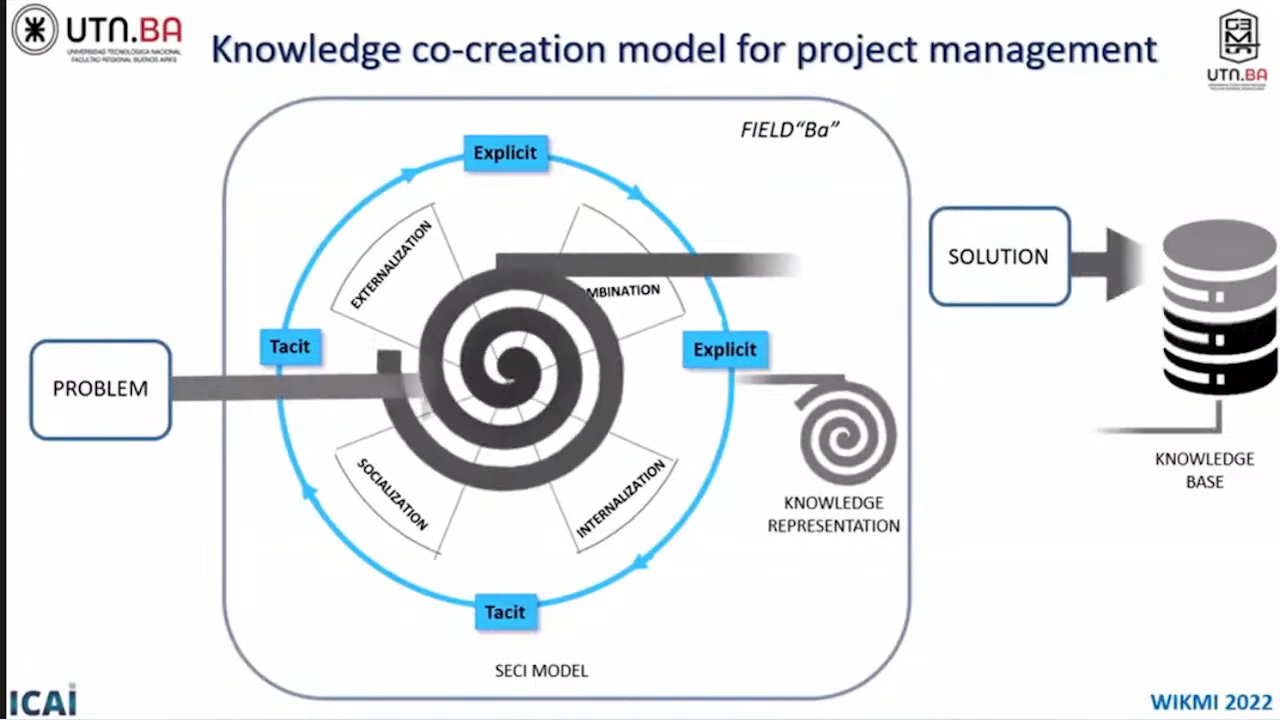 UTN.BA
UNIVERSIDAD TECNOLÓGICA NACIONAL
FACULTAD REGIONAL BUENOS AIRES
Knowledge co-creation model for project management
UTN.BA
FIELD“Ba”
Explicit
EXTERNALIZATION
MBINATION
SOLUTION
Tacit
Explicit
PROBLEM
SOCIALIZATION
INTERNALIZATION
KNOWLEDGE
REPRESENTATION
KNOWLEDGE
BASE
Tacit
SECI MODEL
ICAI
WIKMI 2022